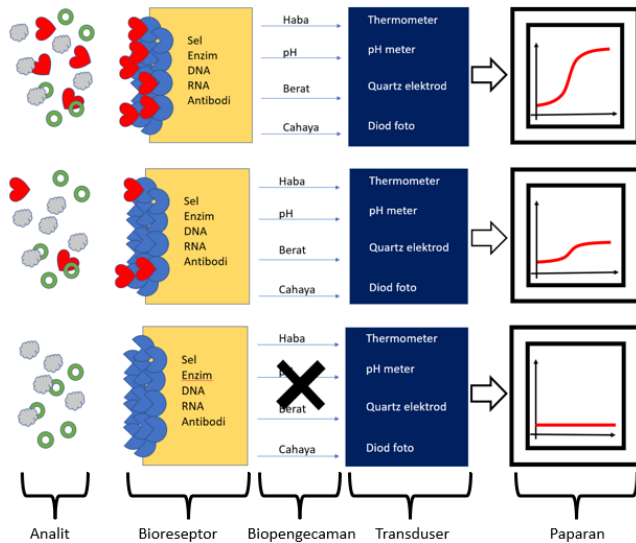 Sel
Enzim
DNA
RNA
Antibodi
Haba
pH
Berat
Cahaya
Thermometer
pH meter
Quartz elektrod
Diod foto
Sel
Enzim
DNA
RNA
Antibodi
Haba
pH
Berat
Cahaya
Thermometer
pH meter
Quartz elektrod
Diod foto
Sel
Enzim
DNA
RNA
Antibodi
Haba
Berat
Cahaya
Thermometer
pH meter
Quartz elektrod
Diod foto
Analit
Bioreseptor
Biopengecaman
Transduser
Paparan